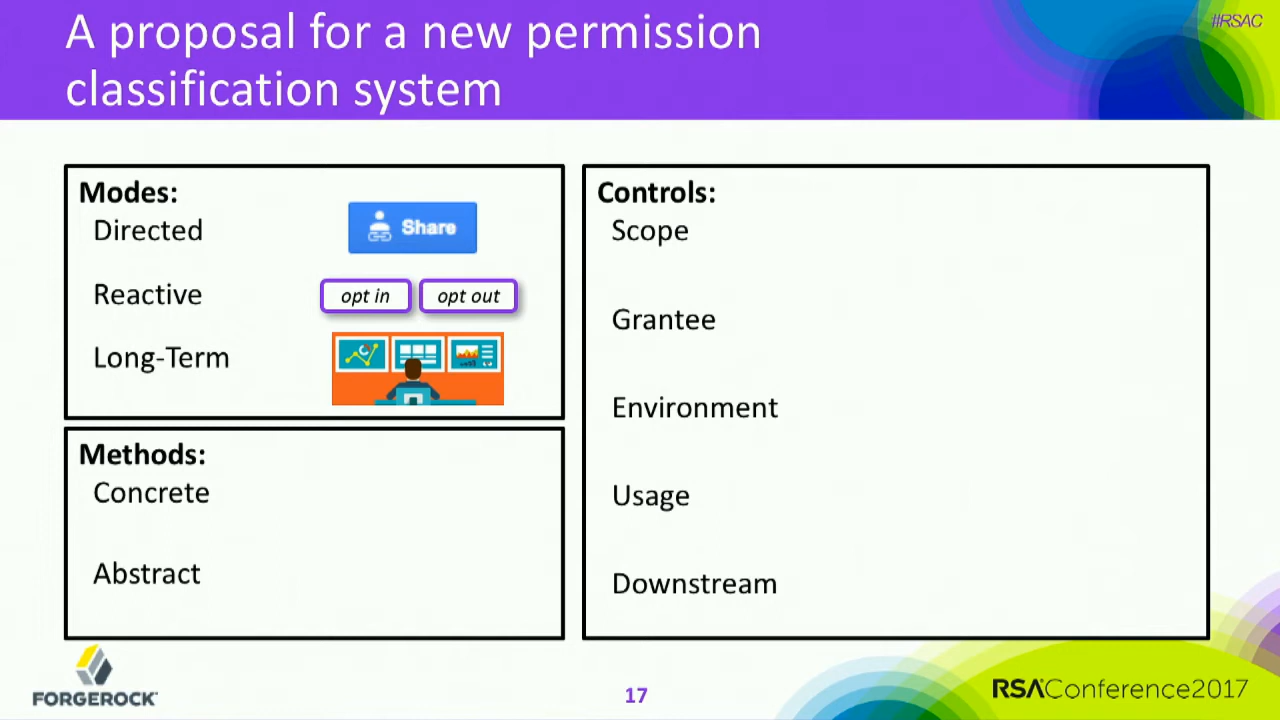 A proposal for a new permission
classification system
#RSAC
Modes:
Directed
Share
Reactive
opt in
opt out
Long-Term
Methods:
Concrete
Abstract
Controls:
Scope
Grantee
Environment
Usage
Downstream
FORGEROCK
17
RSAConference2017